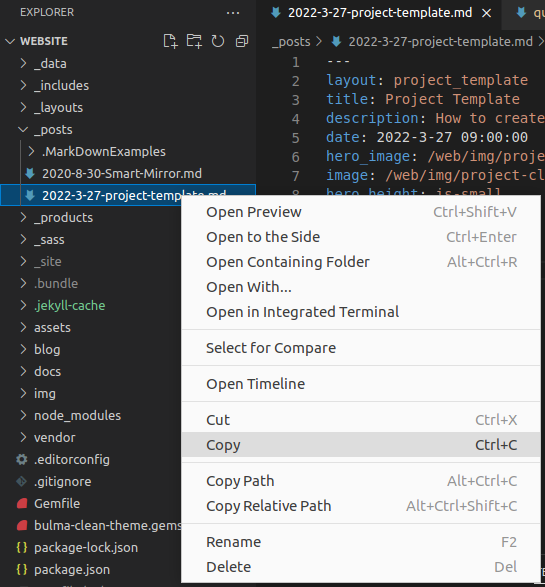 EXPLORER
WEBSITE
_data
_includes
_layouts
_posts
.MarkDownExamples
2020-8-30-Smart-Mirror.md
2022-3-27-project-template.md
_products
_sass
_site
.bundle
.jekyll-cache
assets
blog
docs
img
node_modules
vendor
.editorconfig
.gitignore
Gemfile
bulma-clean-theme.gems
package-lock.json
package.json
2022-3-27-project-template.md
_posts > 2022-3-27-project-template.md >
1 ---
2 layout: project_template
3 title: Project Template
4 description: How to create
5 date: 2022-3-27 09:00:00
6 hero_image: /web/img/proje
7 image: /web/img/project-cl
8 hero_height: is-small
Open Preview Ctrl+Shift+V
Open to the Side Ctrl+Enter
Open Containing Folder Alt+Ctrl+R
Open With...
Open in Integrated Terminal
Select for Compare
Open Timeline
Cut Ctrl+X
Copy Ctrl+C
Copy Path Alt+Ctrl+C
Copy Relative Path Alt+Ctrl+Shift+C
Rename F2
Delete Del